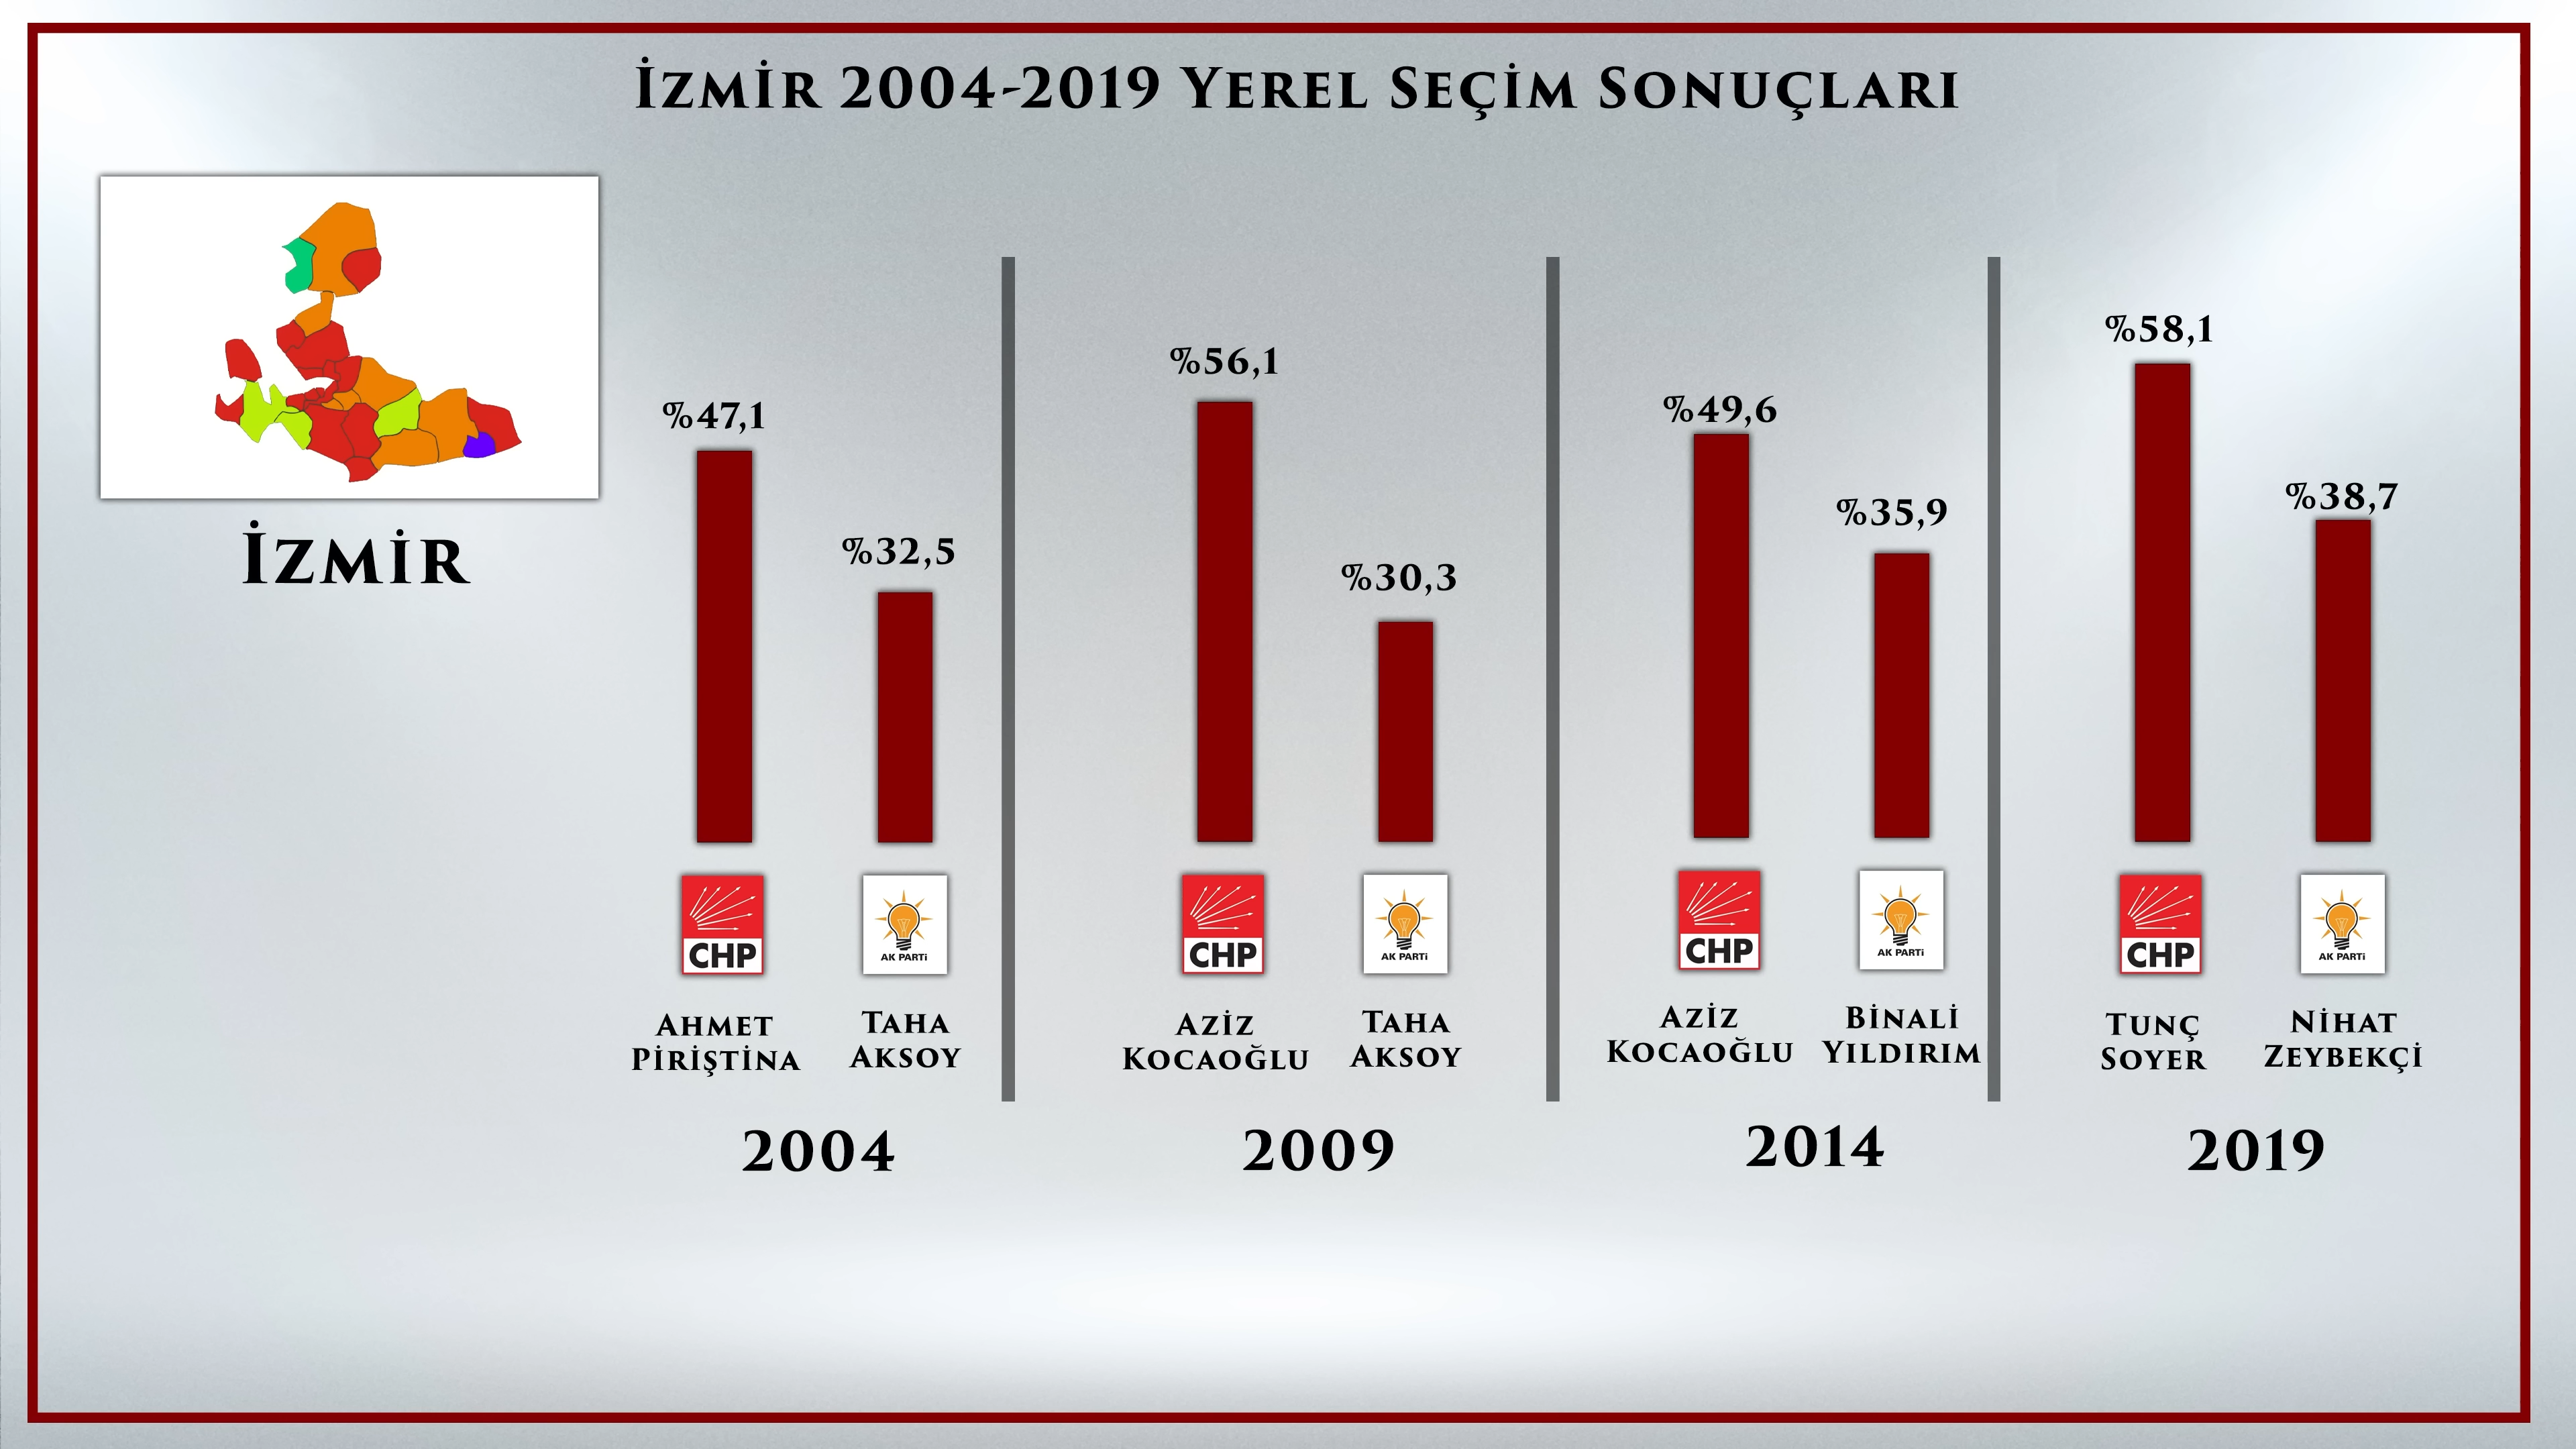 İZMİR 2004-2019 YEREL SEÇİM SONUÇLARI
İZMİR
%47,1
%32,5
CHP
AK PARTİ
AHMET
PİRİŞTİNA
TAHA
AKSOY
2004
%56,1
%30,3
CHP
AK PARTİ
AZİZ
KOCAOĞLU
TAHA
AKSOY
2009
%49,6
%35,9
CHP
AK PARTİ
AZİZ
KOCAOĞLU
BİNALİ
YILDIRIM
2014
%58,1
%38,7
CHP
AK PARTİ
TUNÇ
SOYER
NİHAT
ZEYBEKÇİ
2019